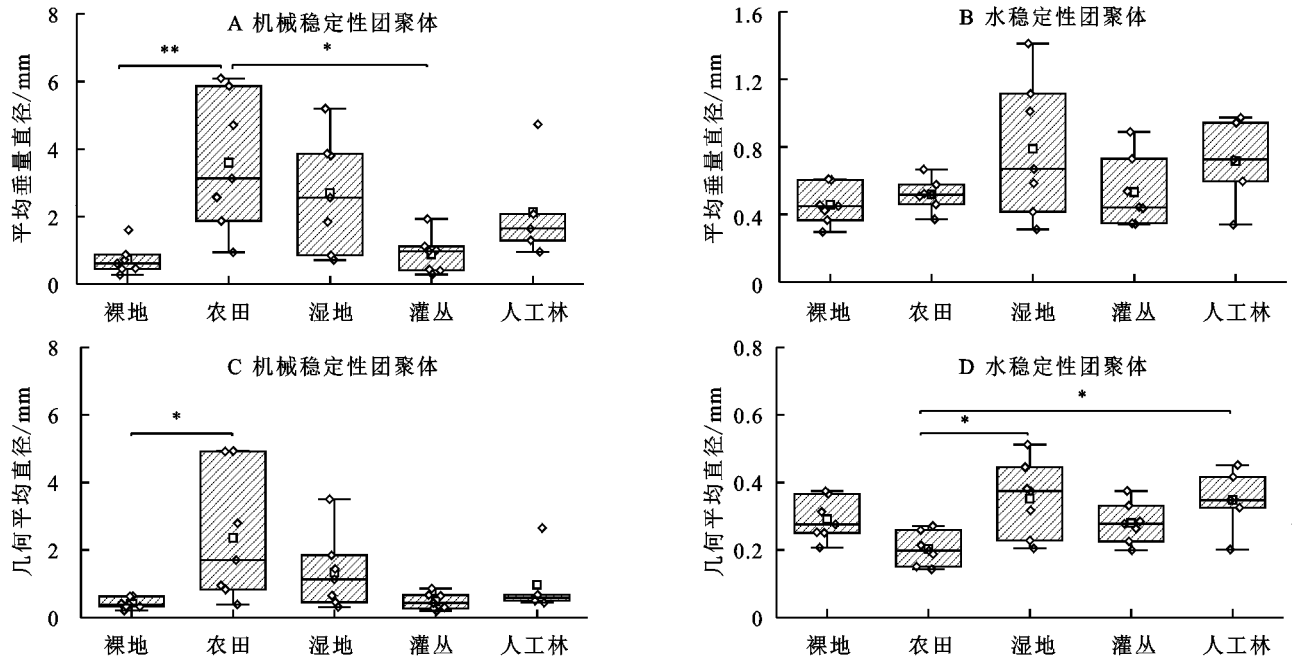 A 机械稳定性团聚体
平均重量直径/mm
8
6
4
2
0
**
*
裸地 农田 湿地 灌丛 人工林
B 水稳定性团聚体
平均重量直径/mm
1.6
1.2
0.8
0.4
0
裸地 农田 湿地 灌丛 人工林
C 机械稳定性团聚体
几何平均直径/mm
8
6
4
2
0
*
裸地 农田 湿地 灌丛 人工林
D 水稳定性团聚体
几何平均直径/mm
0.8
0.6
0.4
0.2
0
*
*
裸地 农田 湿地 灌丛 人工林